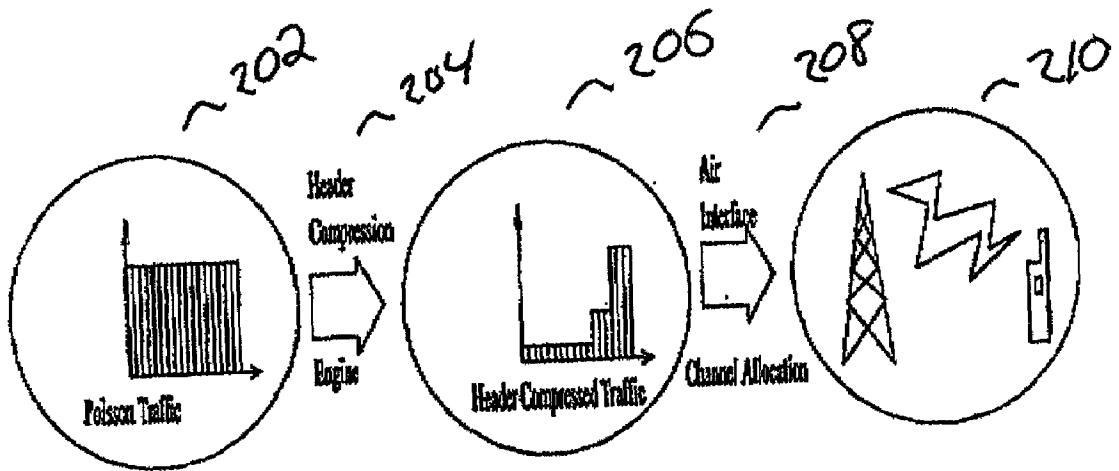 202
204
206
208
210
Header
Compression
Engine
Air
Interface
Channel Allocation
Poisson Traffic
Header Compressed Traffic